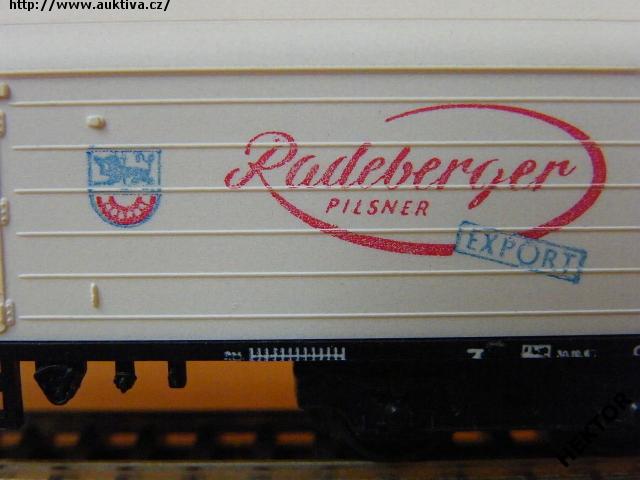 http://www.auktiva.cz/
Radeberger
PILSNER
EXPORT
HEKTOR